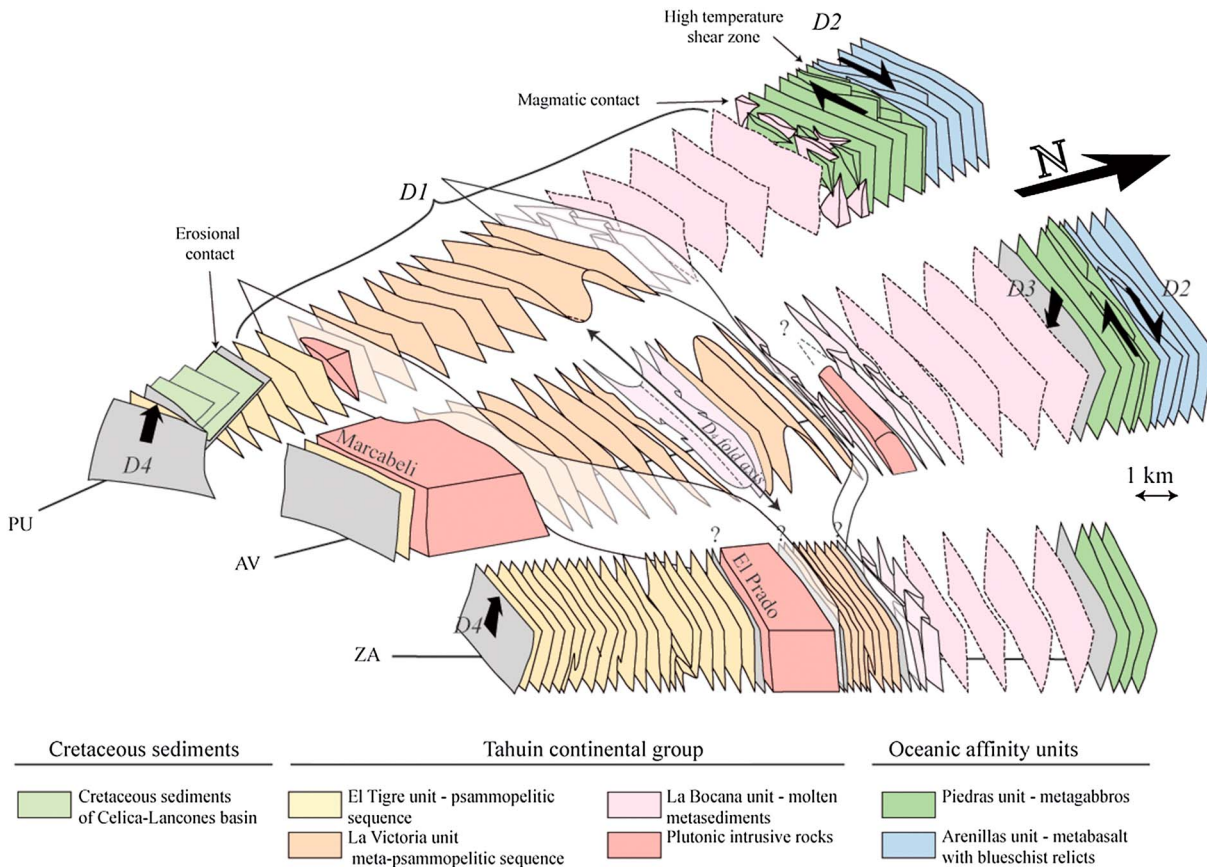 High temperature
shear zone
D2
Magmatic contact
N
D1
Erosional
contact
D3
D2
?
D4 fold axis
Marcabeli
D4
1 km
PU
AV
?
?
?
El Prado
D4
ZA
Cretaceous sediments
Tahuin continental group
Oceanic affinity units
Cretaceous sediments
of Celica-Lancones basin
El Tigre unit - psammopelitic
sequence
La Victoria unit
meta-psammopelitic sequence
La Bocana unit - molten
metasediments
Plutonic intrusive rocks
Piedras unit - metagabbros
Arenillas unit - metabasalt
with blueschist relicts